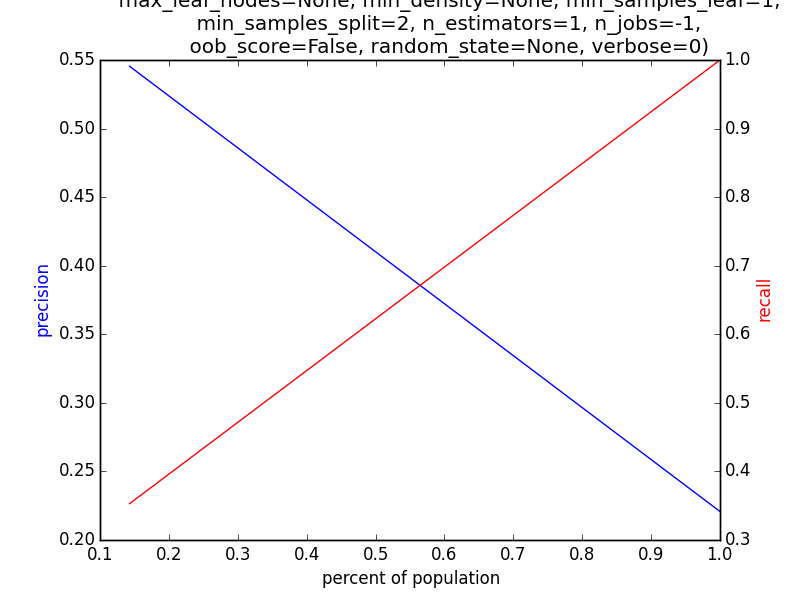 max_leaf_nodes=None, min_density=None, min_samples_leaf=1,
min_samples_split=2, n_estimators=1, n_jobs=-1,
oob_score=False, random_state=None, verbose=0)
0.55
0.50
0.45
0.40
0.35
0.30
0.25
0.20
precision
1.0
0.9
0.8
0.7
0.6
0.5
0.4
0.3
recall
0.1 0.2 0.3 0.4 0.5 0.6 0.7 0.8 0.9 1.0
percent of population